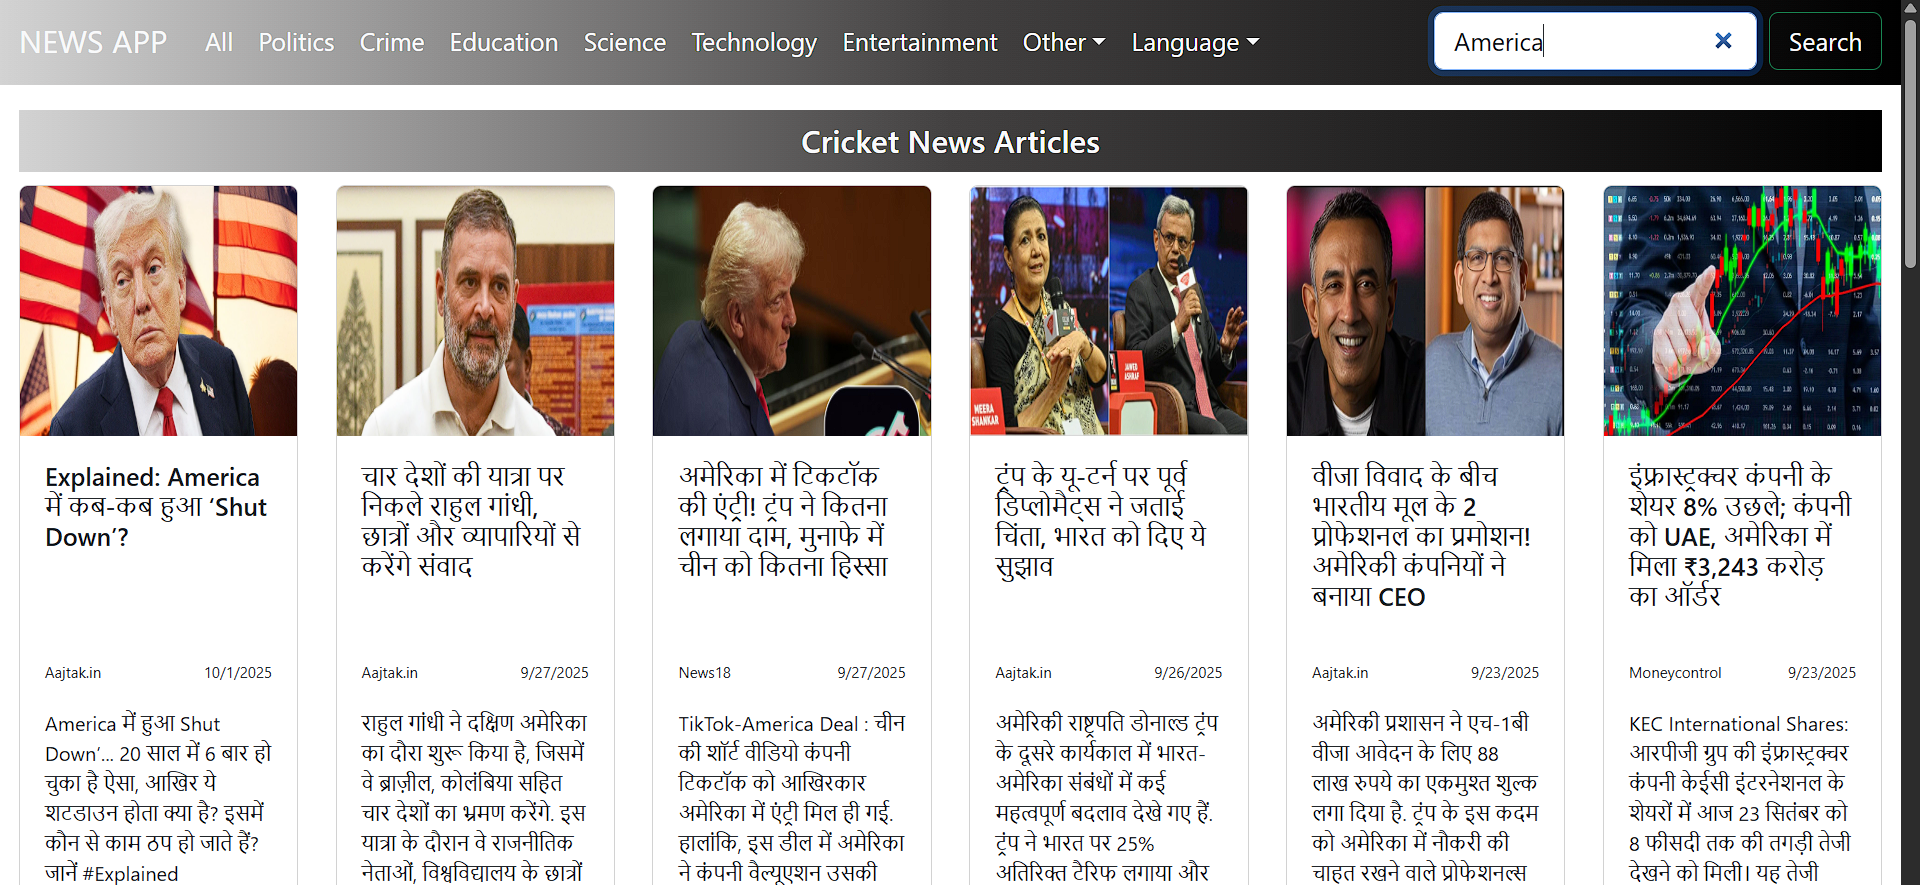 NEWS APP All Politics Crime Education Science Technology Entertainment Other Language America Search
Cricket News Articles
MEERA
SHANKAR
JAWED
ASHRAF
Explained: America
में कब-कब हुआ ‘Shut
Down’?
Aajtak.in 10/1/2025
America में हुआ Shut
Down’... 20 साल में 6 बार हो
चुका है ऐसा, आखिर ये
शटडाउन होता क्या है? इसमें
कौन से काम ठप हो जाते हैं?
जानें #Explained
चार देशों की यात्रा पर
निकले राहुल गांधी,
छात्रों और व्यापारियों से
करेंगे संवाद
Aajtak.in 9/27/2025
राहुल गांधी ने दक्षिण अमेरिका
का दौरा शुरू किया है, जिसमें
वे ब्राज़ील, कोलंबिया सहित
चार देशों का भ्रमण करेंगे. इस
यात्रा के दौरान वे राजनीतिक
नेताओं, विश्वविद्यालय के छात्रों
अमेरिका में टिकटॉक
की एंट्री! ट्रंप ने कितना
लगाया दाम, मुनाफे में
चीन को कितना हिस्सा
News18 9/27/2025
TikTok-America Deal : चीन
की शॉर्ट वीडियो कंपनी
टिकटॉक को आखिरकार
अमेरिका में एंट्री मिल ही गई.
हालांकि, इस डील में अमेरिका
ने कंपनी वैल्यूएशन उसकी
ट्रंप के यू-टर्न पर पूर्व
डिप्लोमैट्स ने जताई
चिंता, भारत को दिए ये
सुझाव
Aajtak.in 9/26/2025
अमेरिकी राष्ट्रपति डोनाल्ड ट्रंप
के दूसरे कार्यकाल में भारत-
अमेरिका संबंधों में कई
महत्वपूर्ण बदलाव देखे गए हैं.
ट्रंप ने भारत पर 25%
अतिरिक्त टैरिफ लगाया और
वीजा विवाद के बीच
भारतीय मूल के 2
प्रोफेशनल का प्रमोशन!
अमेरिकी कंपनियों ने
बनाया CEO
Aajtak.in 9/23/2025
अमेरिकी प्रशासन ने एच-1बी
वीजा आवेदन के लिए 88
लाख रुपये का एकमुश्त शुल्क
लगा दिया है. ट्रंप के इस कदम
को अमेरिका में नौकरी की
चाहत रखने वाले प्रोफेशनल्स
इंफ्रास्ट्रक्चर कंपनी के
शेयर 8% उछले; कंपनी
को UAE, अमेरिका में
मिला ₹3,243 करोड़
का ऑर्डर
Moneycontrol 9/23/2025
KEC International Shares:
आरपीजी ग्रुप की इंफ्रास्ट्रक्चर
कंपनी केईसी इंटरनेशनल के
शेयरों में आज 23 सितंबर को
8 फीसदी तक की तगड़ी तेजी
देखने को मिली। यह तेजी